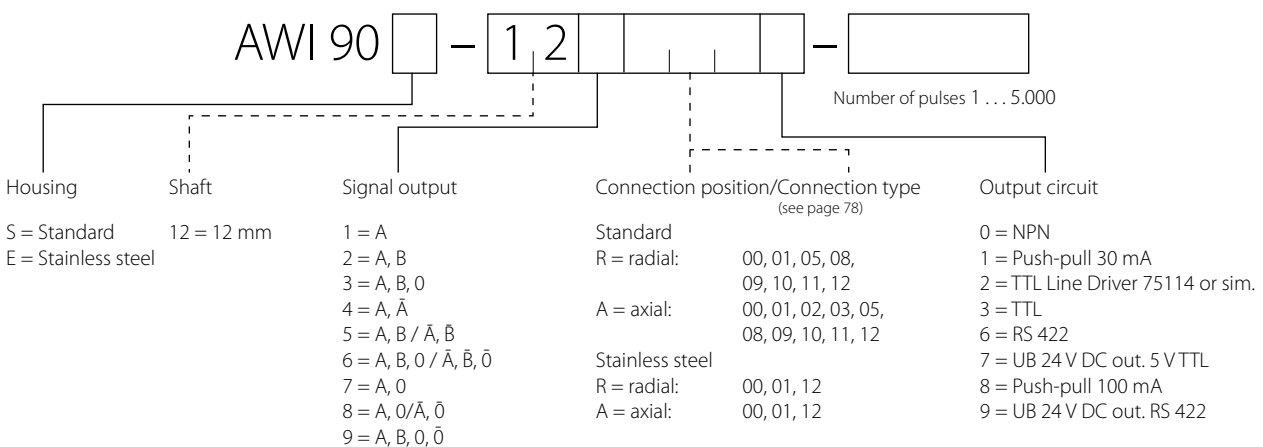 AWI 90 – 1 2 –
Number of pulses 1 . . . 5.000
Housing Shaft Signal output Connection position/Connection type Output circuit
(see page 78)
S = Standard 12 = 12 mm 1 = A Standard 0 = NPN
E = Stainless steel 2 = A, B R = radial: 00, 01, 05, 08, 1 = Push-pull 30 mA
3 = A, B, 0 09, 10, 11, 12 2 = TTL Line Driver 75114 or sim.
4 = A, Ā A = axial: 00, 01, 02, 03, 05, 3 = TTL
5 = A, B / Ā, B̄ 08, 09, 10, 11, 12 6 = RS 422
6 = A, B, 0 / Ā, B̄, 0̄ Stainless steel 7 = UB 24 V DC out. 5 V TTL
7 = A, 0 R = radial: 00, 01, 12 8 = Push-pull 100 mA
8 = A, 0/Ā, 0̄ A = axial: 00, 01, 12 9 = UB 24 V DC out. RS 422
9 = A, B, 0, 0̄